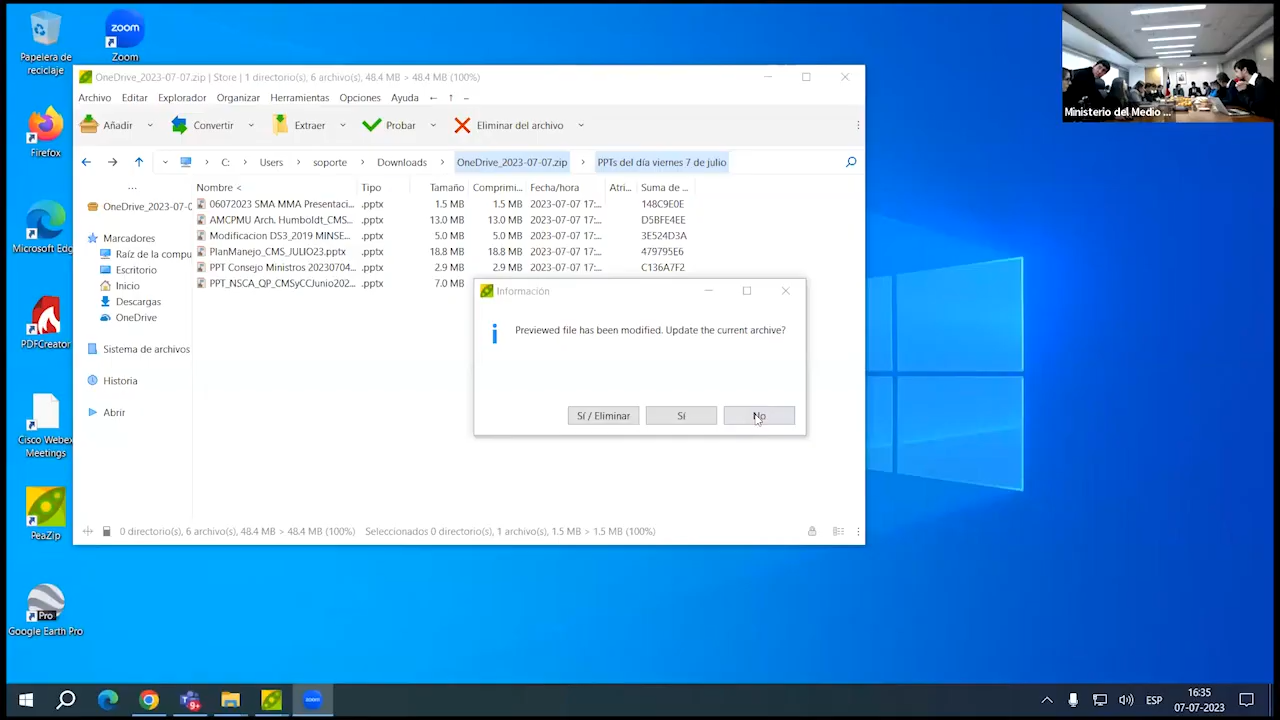 Papelera de
reciclaje
zoom
Zoom
Firefox
Microsoft Edg
PDFCreator
Cisco Webex
Meetings
PeaZip
Pro
Google Earth Pro
OneDrive_2023-07-07.zip | Store | 1 directorio(s), 6 archivo(s), 48.4 MB > 48.4 MB (100%)
Archivo Editar Explorador Organizar Herramientas Opciones Ayuda
Añadir Convertir Extraer Probar Eliminar del archivo
C: Users soporte Downloads OneDrive_2023-07-07.zip PPTs del día viernes 7 de julio
...
OneDrive_2023-07-0
Marcadores
Raíz de la compu
Escritorio
Inicio
Descargas
OneDrive
Sistema de archivos
Historia
Abrir
Nombre < Tipo Tamaño Comprimi... Fecha/hora Atri... Suma de ...
06072023 SMA MMA Presentaci... .pptx 1.5 MB 1.5 MB 2023-07-07 17:... 148C9E0E
AMCPMU Arch. Humboldt_CMS... .pptx 13.0 MB 13.0 MB 2023-07-07 17:... D5BFE4EE
Modificacion DS3_2019 MINSE... .pptx 5.0 MB 5.0 MB 2023-07-07 17:... 3E524D3A
PlanManejo_CMS_JULIO23.pptx .pptx 18.8 MB 18.8 MB 2023-07-07 17:... 479795E6
PPT Consejo Ministros 20230704... .pptx 2.9 MB 2.9 MB 2023-07-07 17:... C136A7F2
PPT_NSCA_QP_CMSyCCJunio202... .pptx 7.0 MB
Información
Previewed file has been modified. Update the current archive?
Sí / Eliminar Sí No
0 directorio(s), 6 archivo(s), 48.4 MB > 48.4 MB (100%) Seleccionados 0 directorio(s), 1 archivo(s), 1.5 MB > 1.5 MB (100%)
Ministerio del Medio ...
9+
zoom
ESP
16:35
07-07-2023